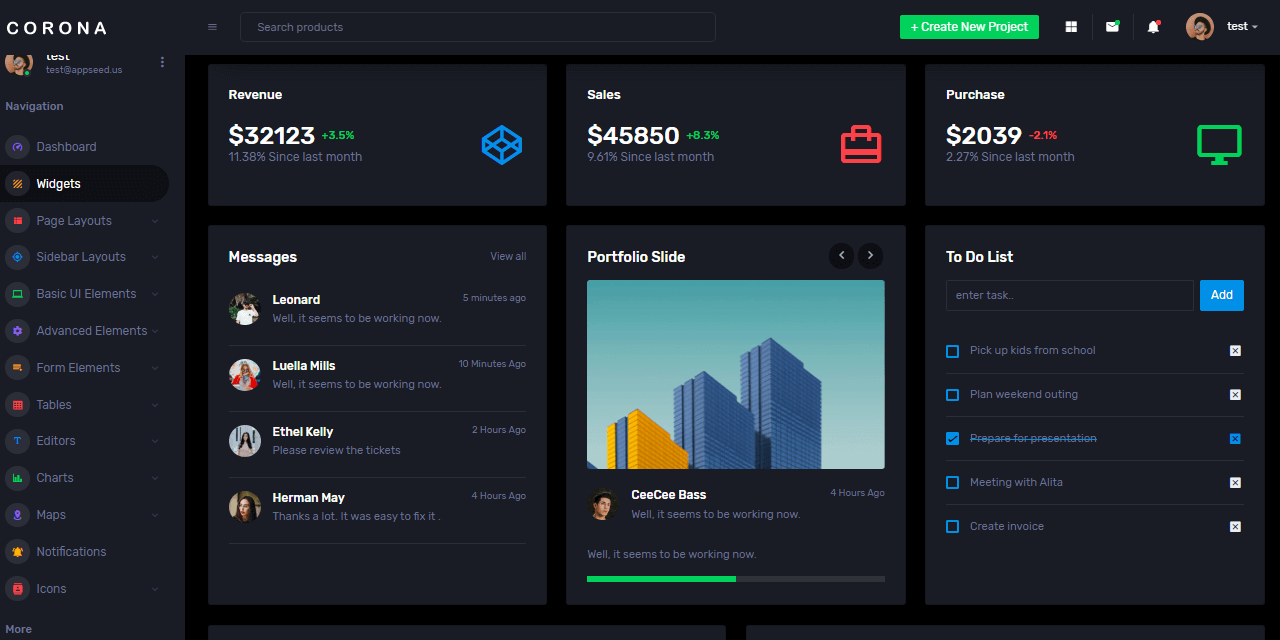 CORONA
Search products
+ Create New Project
test
test
test@appseed.us
Navigation
Dashboard
Widgets
Page Layouts
Sidebar Layouts
Basic UI Elements
Advanced Elements
Form Elements
Tables
Editors
Charts
Maps
Notifications
Icons
More
Revenue
$32123 +3.5%
11.38% Since last month
Sales
$45850 +8.3%
9.61% Since last month
Purchase
$2039 -2.1%
2.27% Since last month
Messages
View all
Leonard
5 minutes ago
Well, it seems to be working now.
Luella Mills
10 Minutes Ago
Well, it seems to be working now.
Ethel Kelly
2 Hours Ago
Please review the tickets
Herman May
4 Hours Ago
Thanks a lot. It was easy to fix it .
Portfolio Slide
CeeCee Bass
4 Hours Ago
Well, it seems to be working now.
Well, it seems to be working now.
To Do List
enter task..
Add
Pick up kids from school
Plan weekend outing
Prepare for presentation
Meeting with Alita
Create invoice